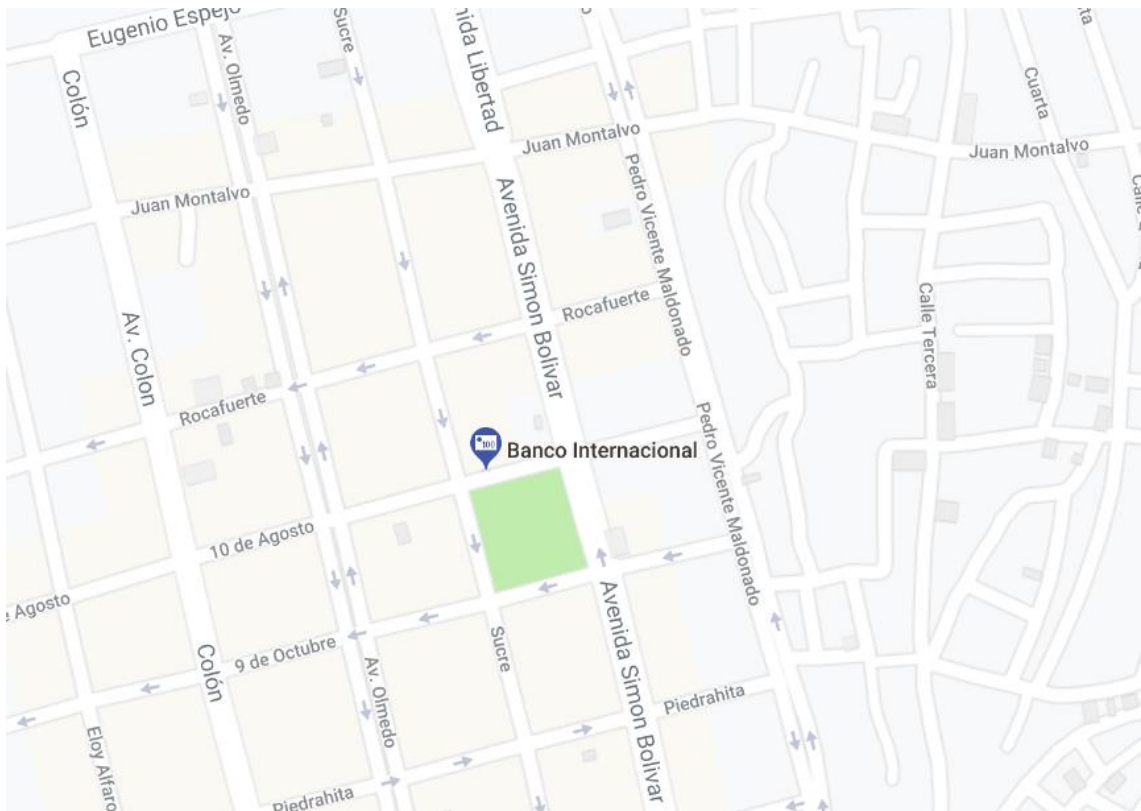 Eugenio Espejo
Sucre
Av. Olmedo
Colón
nida Libertad
Cuarta
Juan Montalvo
Juan Montalvo
Juan Montalvo
Pedro Vicente Maldonado
Avenida Simon Bolivar
Rocafuerte
Calle Tercera
Av. Colon
Rocafuerte
100
Banco Internacional
Pedro Vicente Maldonado
10 de Agosto
Agosto
9 de Octubre
Sucre
Avenida Simon Bolivar
Colón
Av. Olmedo
Piedrahita
Eloy Alfaro
Piedrahita